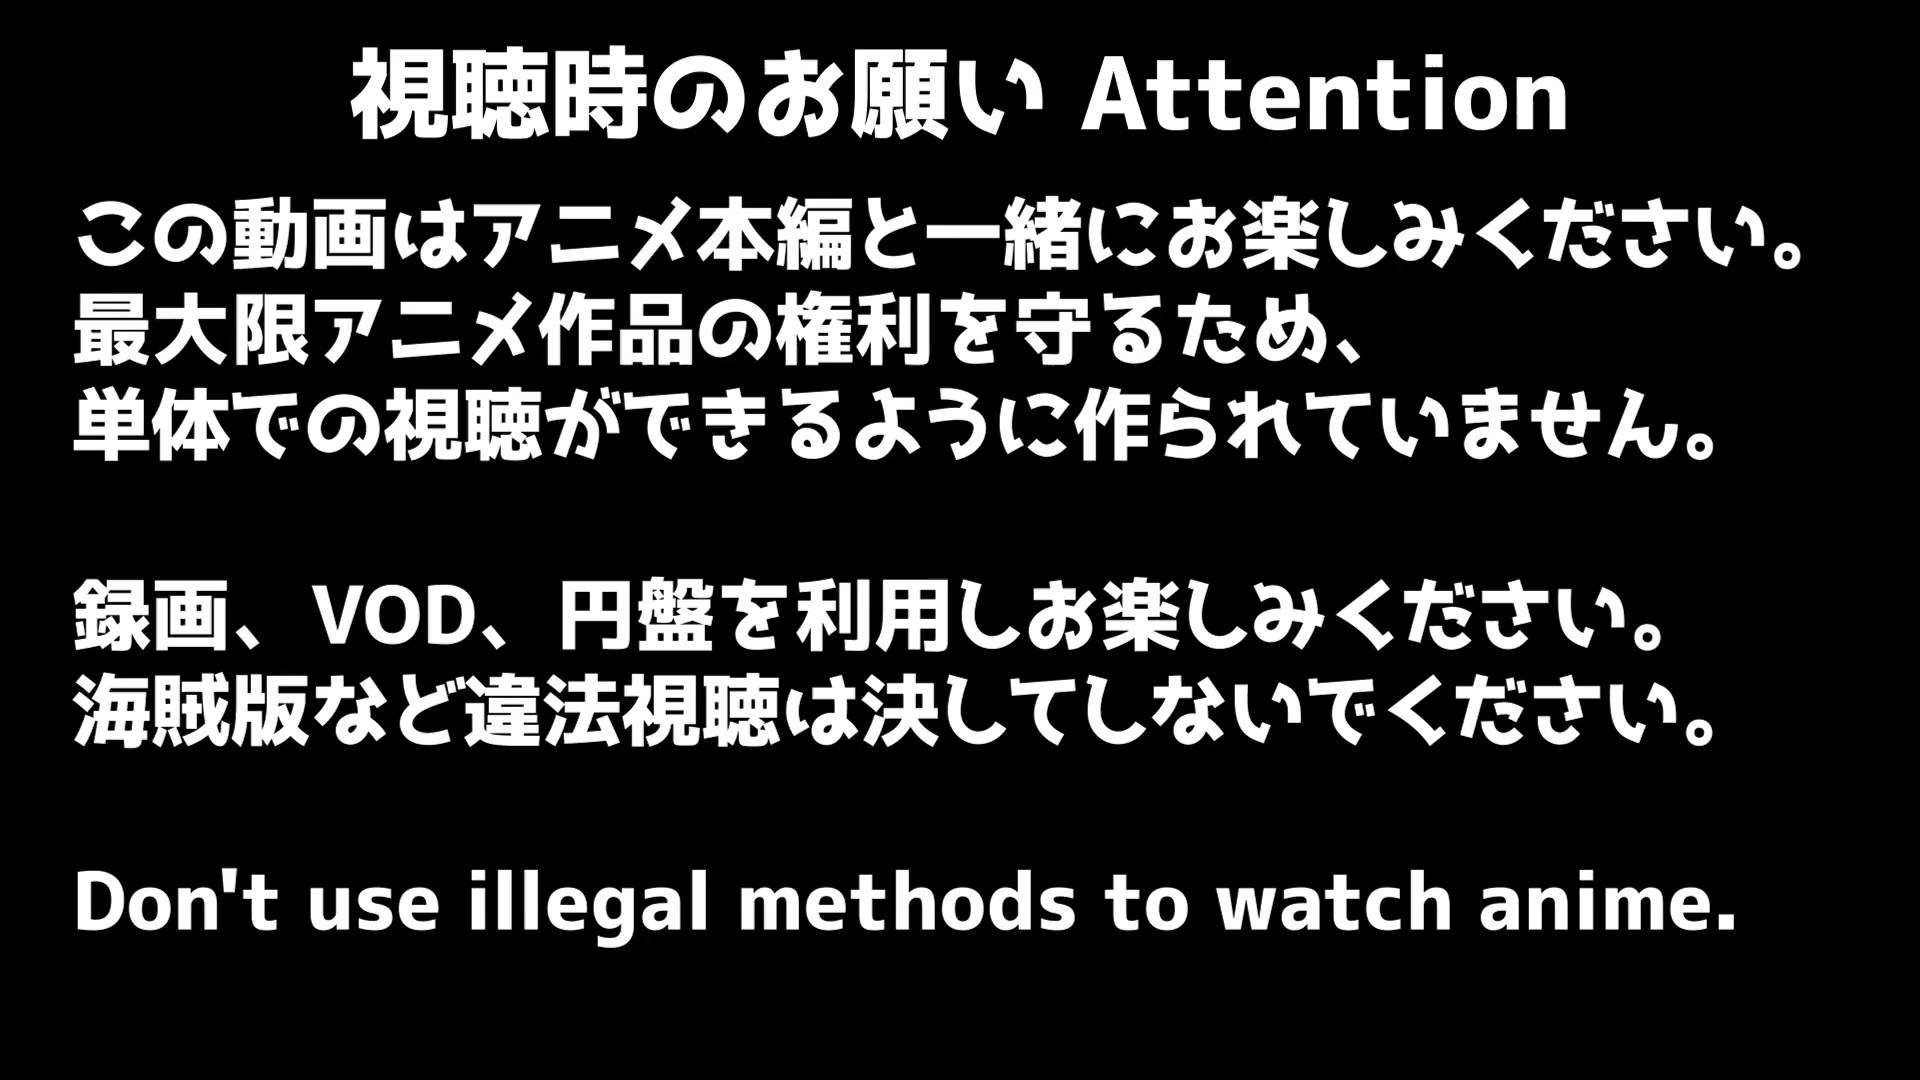 視聴時のお願い Attention
この動画はアニメ本編と一緒にお楽しみください。
最大限アニメ作品の権利を守るため、
単体での視聴ができるように作られていません。
録画、VOD、円盤を利用しお楽しみください。
海賊版など違法視聴は決してしないでください。
Don't use illegal methods to watch anime.